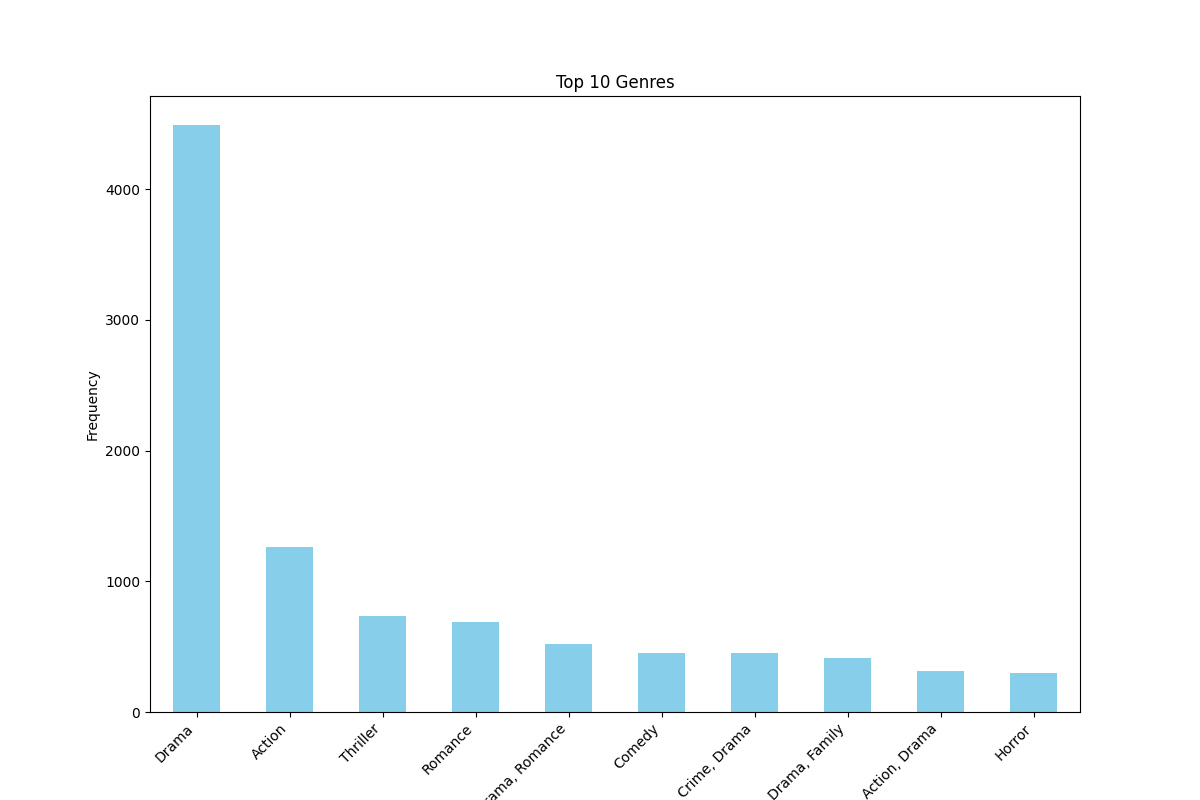 Top 10 Genres
Frequency
4000
3000
2000
1000
0
Drama
Action
Thriller
Romance
rama, Romance
Comedy
Crime, Drama
Drama, Family
Action, Drama
Horror